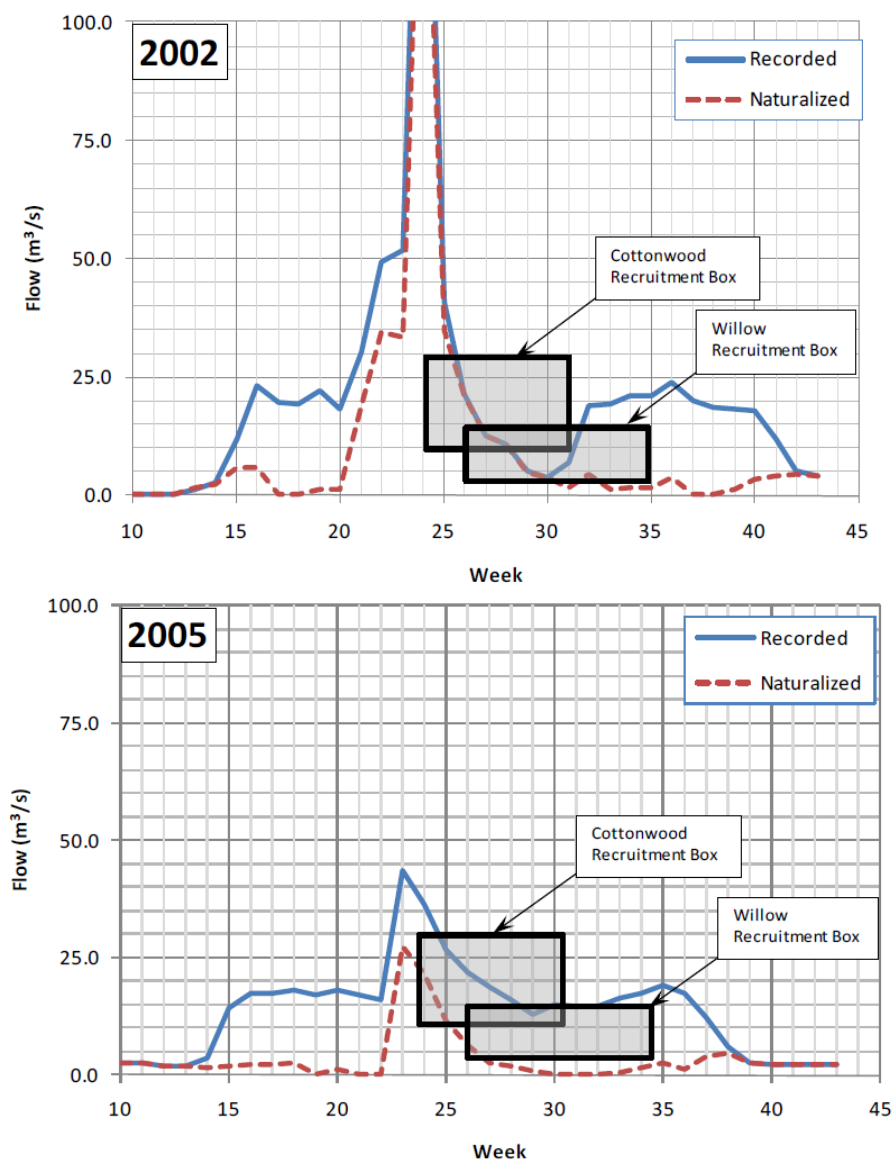 100.0
2002
Recorded
Naturalized
75.0
Flow (m³/s)
50.0
Cottonwood
Recruitment Box
Willow
Recruitment Box
25.0
0.0
10 15 20 25 30 35 40 45
Week
100.0
2005
Recorded
Naturalized
75.0
Flow (m³/s)
50.0
Cottonwood
Recruitment Box
Willow
Recruitment Box
25.0
0.0
10 15 20 25 30 35 40 45
Week